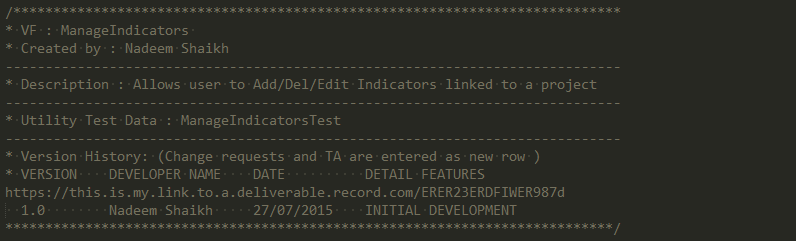 /****************************************************************************
* VF : ManageIndicators
* Created by : Nadeem Shaikh
-----------------------------------------------------------------------------
* Description : Allows user to Add/Del/Edit Indicators linked to a project
-----------------------------------------------------------------------------
* Utility Test Data : ManageIndicatorsTest
-----------------------------------------------------------------------------
* Version History: (Change requests and TA are entered as new row )
* VERSION    DEVELOPER NAME    DATE          DETAIL FEATURES
https://this.is.my.link.to.a.deliverable.record.com/ERER23ERDFIWER987d
  1.0        Nadeem Shaikh     27/07/2015    INITIAL DEVELOPMENT
****************************************************************************/